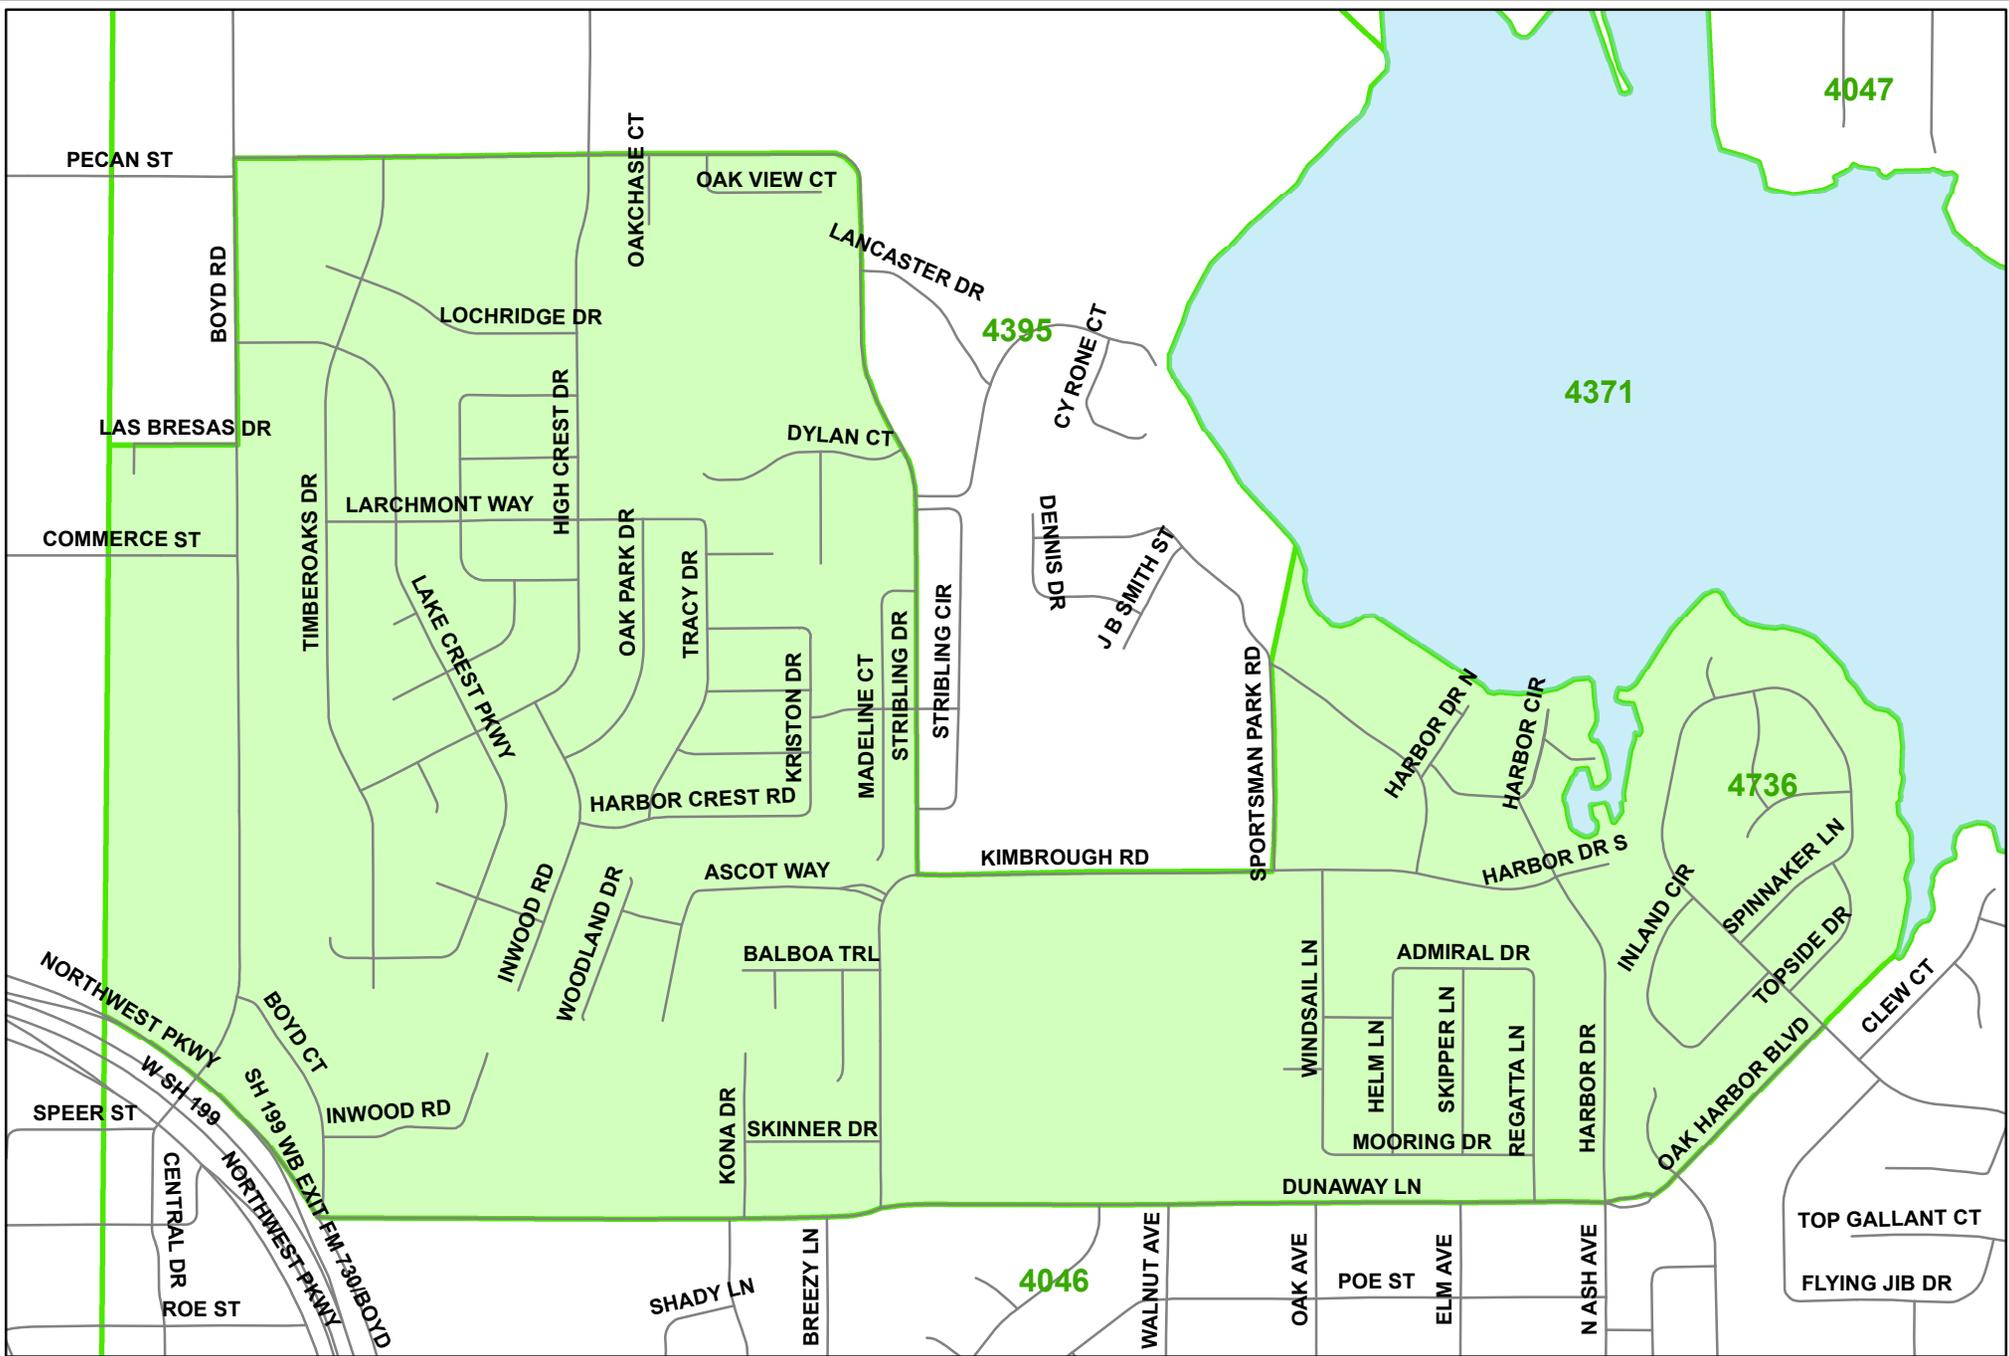 4047
PECAN ST
OAKCHASE CT
OAK VIEW CT
BOYD RD
LANCASTER DR
LOCHRIDGE DR
4395
CY RONE CT
4371
LAS BRESAS DR
HIGH CREST DR
DYLAN CT
TIMBEROAKS DR
LARCHMONT WAY
COMMERCE ST
OAK PARK DR
TRACY DR
DENNIS DR
J B SMITH ST
LAKE CREST PKWY
STRIBLING DR
STRIBLING CIR
KRISTON DR
MADELINE CT
SPORTSMAN PARK RD
HARBOR DR N
HARBOR CIR
4736
HARBOR CREST RD
KIMBROUGH RD
HARBOR DR S
SPINNAKER LN
INLAND CIR
ASCOT WAY
INWOOD RD
WOODLAND DR
BALBOA TRL
WINDSAIL LN
ADMIRAL DR
TOPSIDE DR
NORTHWEST PKWY
BOYD CT
HELM LN
SKIPPER LN
REGATTA LN
HARBOR DR
CLEW CT
OAK HARBOR BLVD
W SH 199
SH 199 WB EXIT FM 730/BOYD
SPEER ST
INWOOD RD
KONA DR
SKINNER DR
MOORING DR
CENTRAL DR
NORTHWEST PKWY
DUNAWAY LN
TOP GALLANT CT
BREEZY LN
4046
WALNUT AVE
OAK AVE
POE ST
ELM AVE
N ASH AVE
FLYING JIB DR
ROE ST
SHADY LN